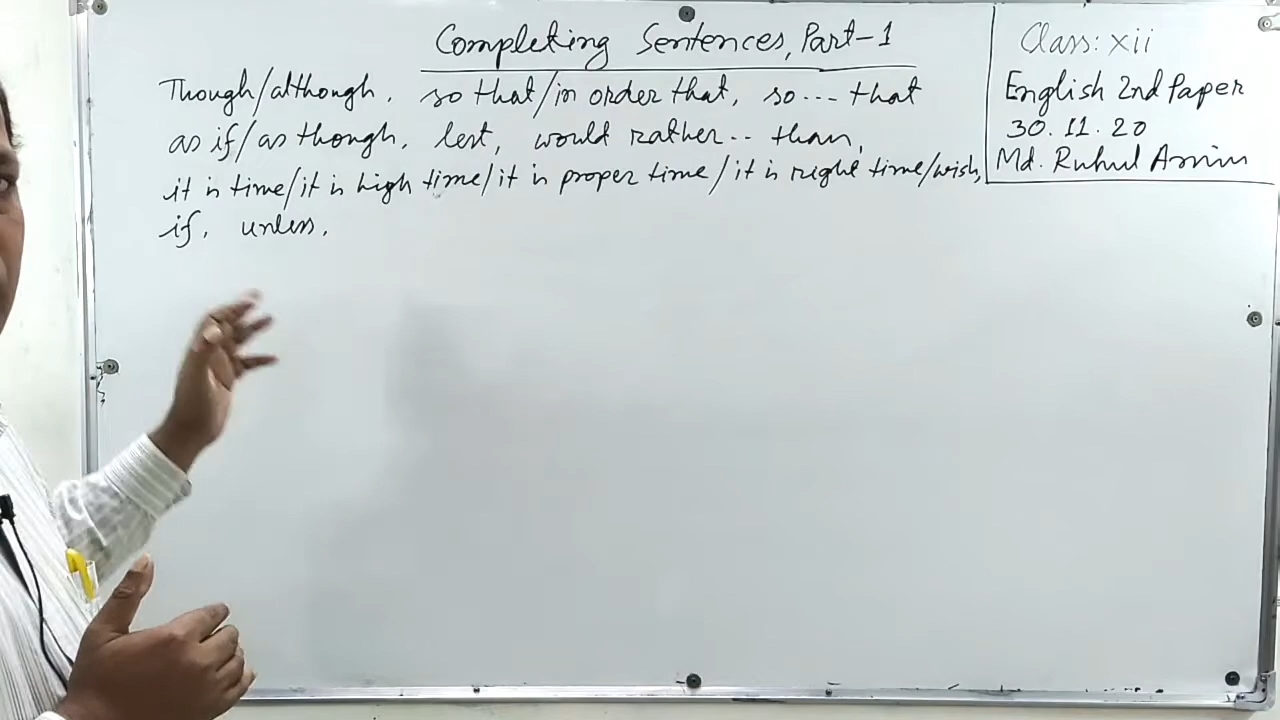 Completing Sentences, Part-1
Though/although, so that/in order that, so... that
as if/as though, lest, would rather.. than,
it is time/it is high time/it is proper time/it is right time/wish,
if, unless,
Class: xii
English 2nd Paper
30.11.20
Md. Ruhul Amin